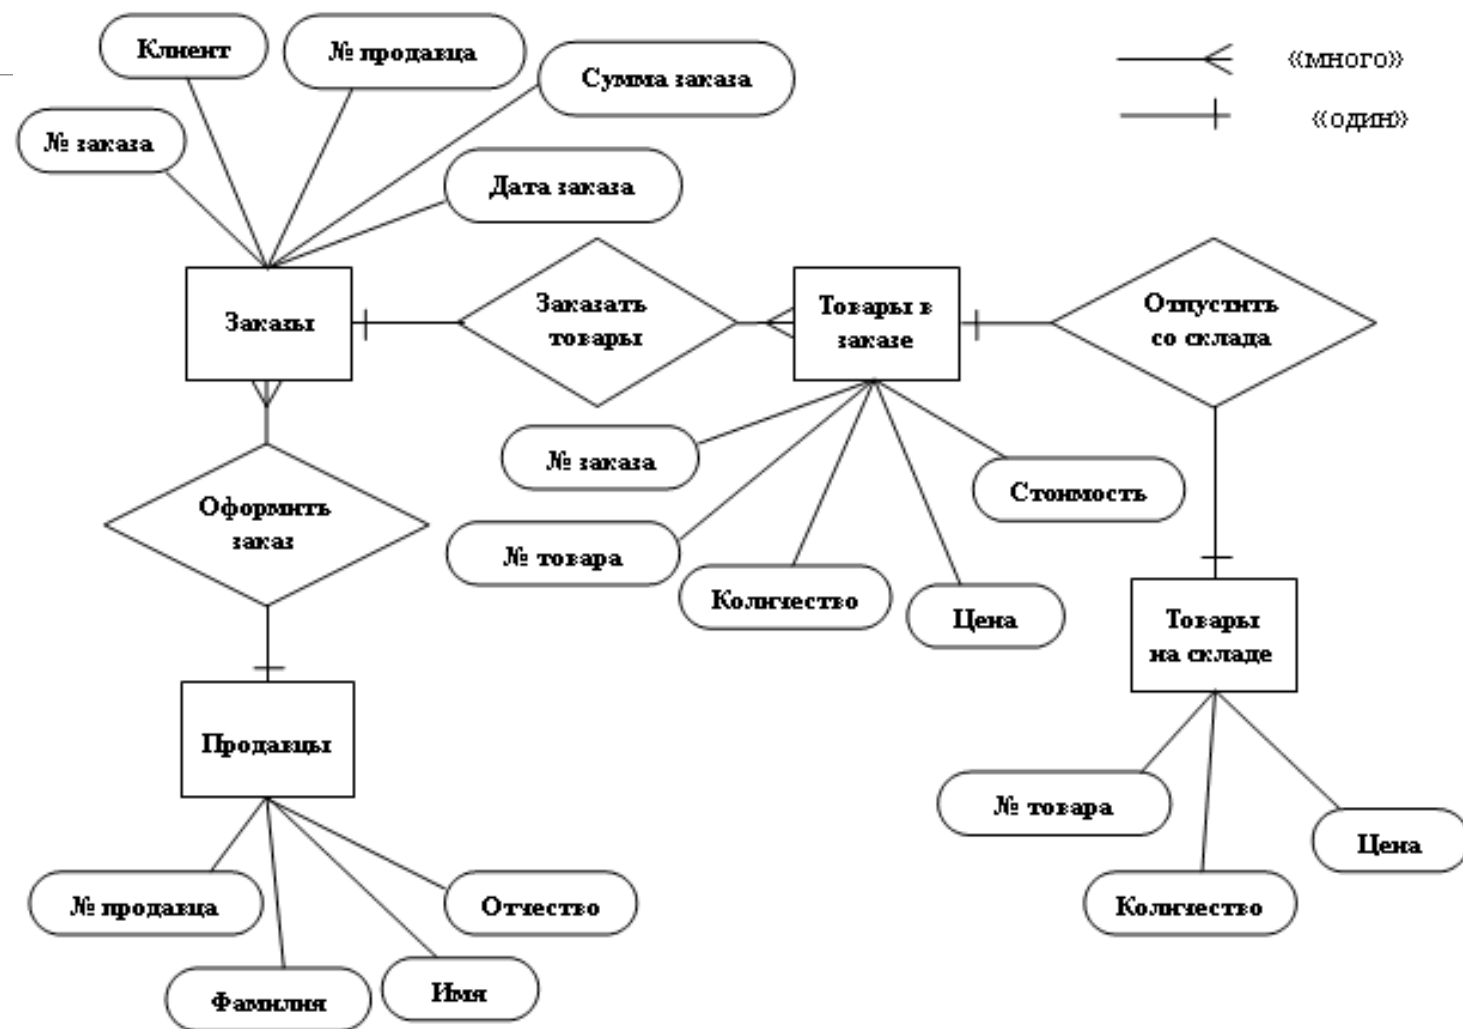 Клиент
№ продавца
Сумма заказа
№ заказа
Дата заказа
«много»
«один»
Заказы
Заказать
товары
Товары в
заказе
Отпустить
со склада
№ заказа
№ товара
Количество
Цена
Стоимость
Оформить
заказ
Товары
на складе
Продавцы
№ товара
Количество
Цена
№ продавца
Фамилия
Имя
Отчество